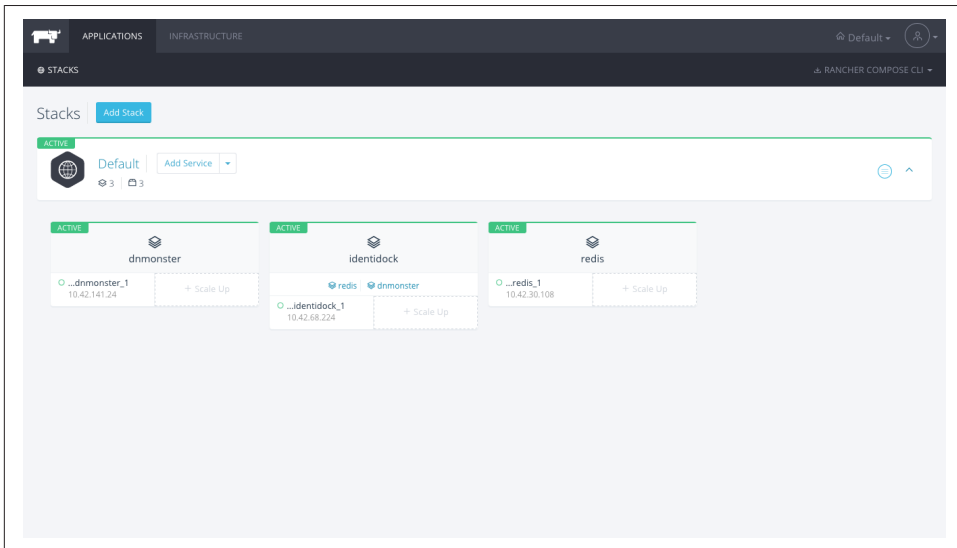 APPLICATIONS INFRASTRUCTURE Default
STACKS RANCHER COMPOSE CLI
Stacks Add Stack
ACTIVE
Default Add Service
3 3
ACTIVE ACTIVE ACTIVE
dnmonster identidock redis
...dnmonster_1 + Scale Up redis dnmonster ...redis_1 + Scale Up
10.42.141.24 10.42.30.108
...identidock_1 + Scale Up
10.42.68.224